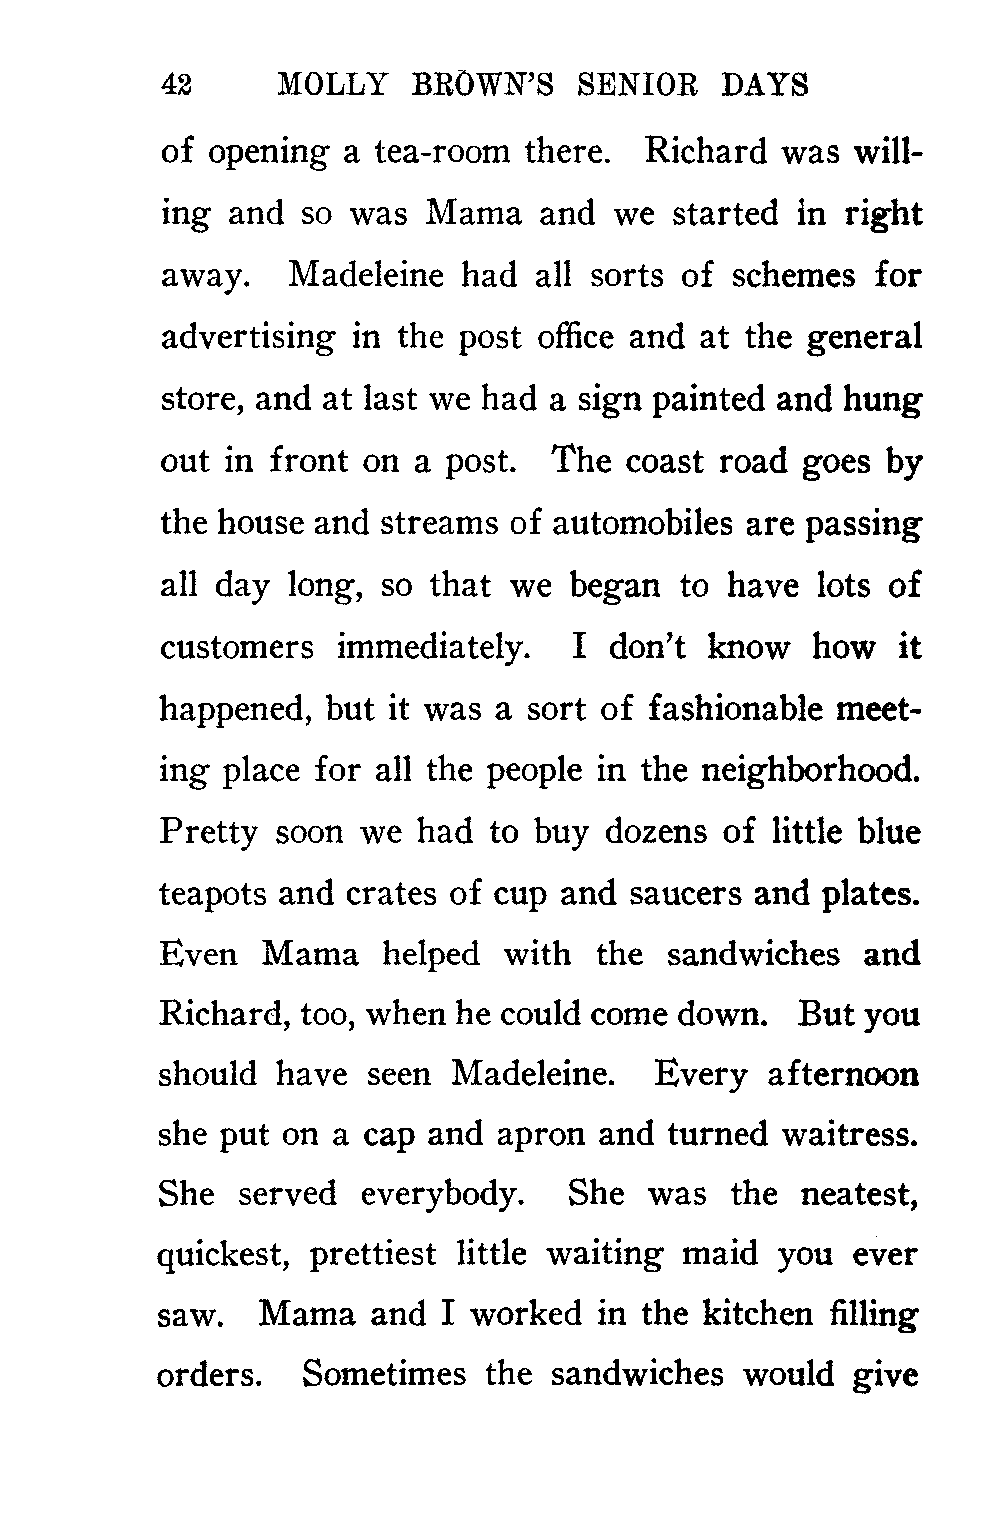 42 MOLLY BROWN'S SENIOR DAYS
of opening a tea-room there. Richard was will-
ing and so was Mama and we started in right
away. Madeleine had all sorts of schemes for
advertising in the post office and at the general
store, and at last we had a sign painted and hung
out in front on a post. The coast road goes by
the house and streams of automobiles are passing
all day long, so that we began to have lots of
customers immediately. I don't know how it
happened, but it was a sort of fashionable meet-
ing place for all the people in the neighborhood.
Pretty soon we had to buy dozens of little blue
teapots and crates of cup and saucers and plates.
Even Mama helped with the sandwiches and
Richard, too, when he could come down. But you
should have seen Madeleine. Every afternoon
she put on a cap and apron and turned waitress.
She served everybody. She was the neatest,
quickest, prettiest little waiting maid you ever
saw. Mama and I worked in the kitchen filling
orders. Sometimes the sandwiches would give